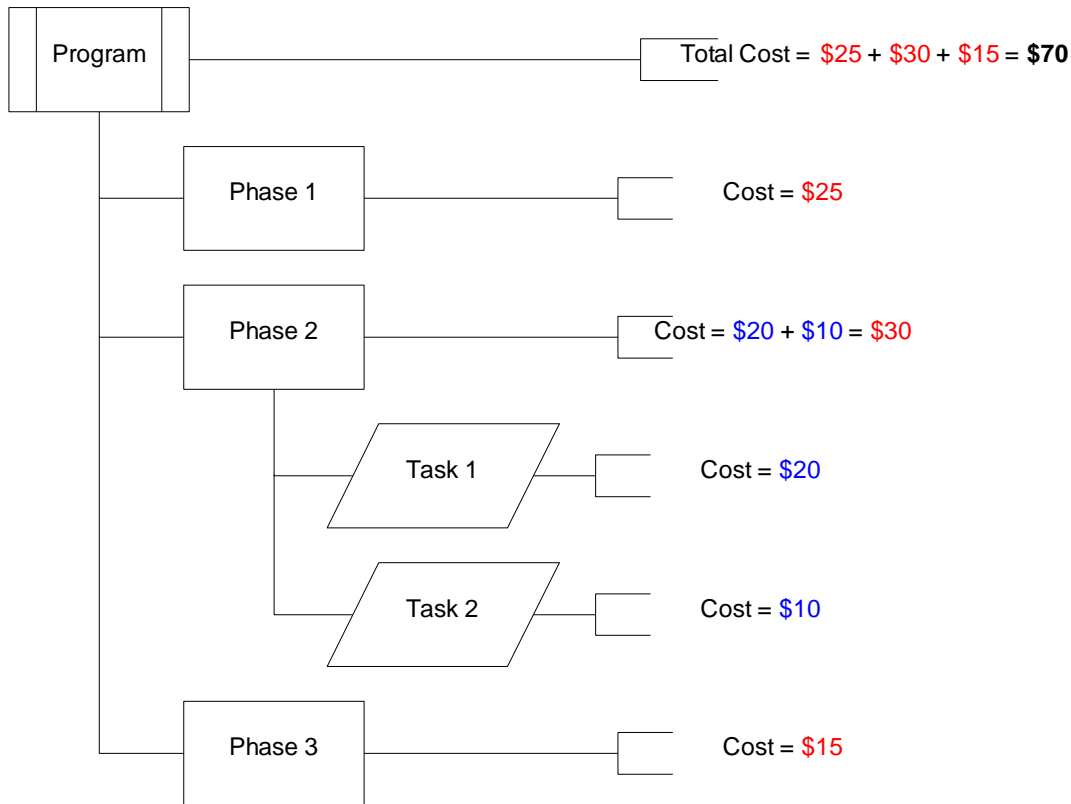 Program
Total Cost = $25 + $30 + $15 = $70
Phase 1
Cost = $25
Phase 2
Cost = $20 + $10 = $30
Task 1
Cost = $20
Task 2
Cost = $10
Phase 3
Cost = $15